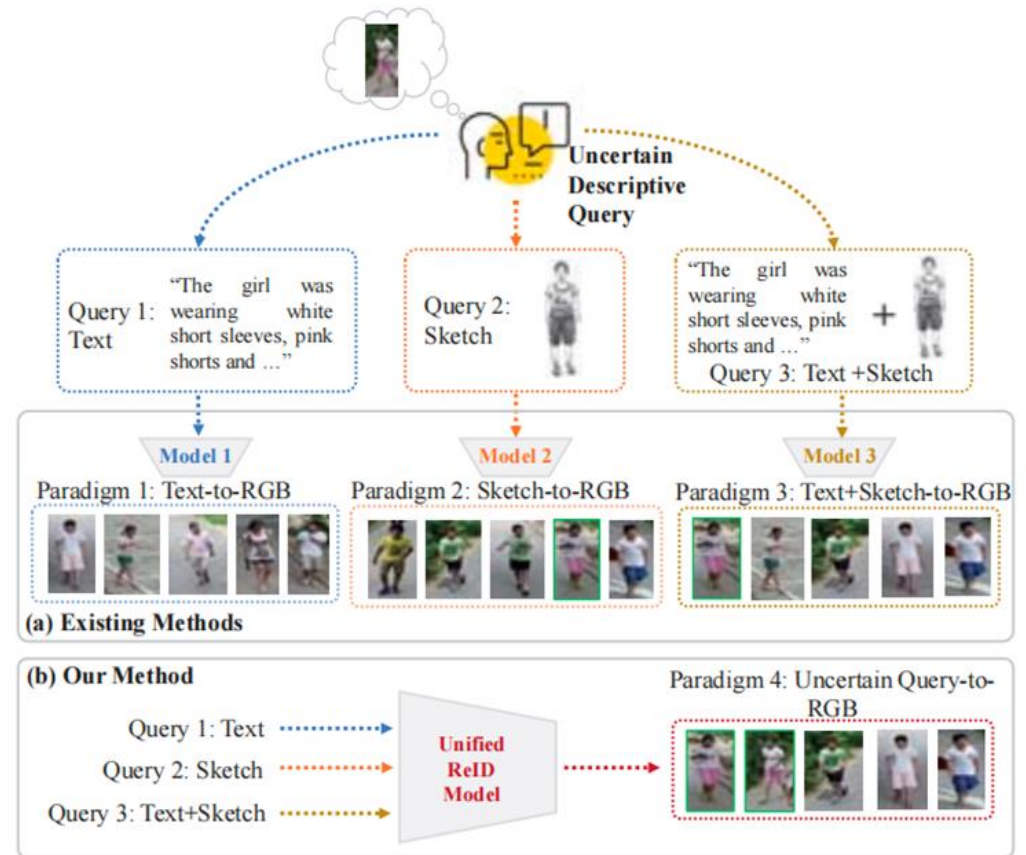 Uncertain
Descriptive
Query
Query 1:
Text
“The girl was
wearing white
short sleeves, pink
shorts and ...”
Query 2:
Sketch
“The girl was
wearing white
short sleeves, pink
shorts and ...”
+
Query 3: Text +Sketch
Model 1
Model 2
Model 3
Paradigm 1: Text-to-RGB
Paradigm 2: Sketch-to-RGB
Paradigm 3: Text+Sketch-to-RGB
(a) Existing Methods
(b) Our Method
Query 1: Text
Query 2: Sketch
Query 3: Text+Sketch
Unified
ReID
Model
Paradigm 4: Uncertain Query-to-
RGB